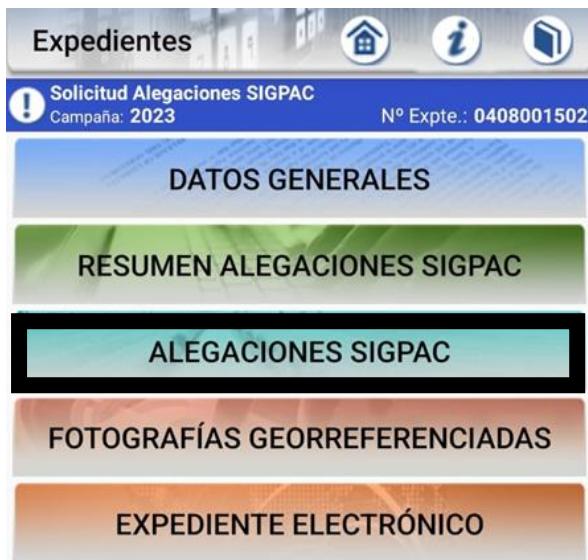 Expedientes
Solicitud Alegaciones SIGPAC
Campaña: 2023 Nº Expte.: 0408001502
DATOS GENERALES
RESUMEN ALEGACIONES SIGPAC
ALEGACIONES SIGPAC
FOTOGRAFÍAS GEORREFERENCIADAS
EXPEDIENTE ELECTRÓNICO